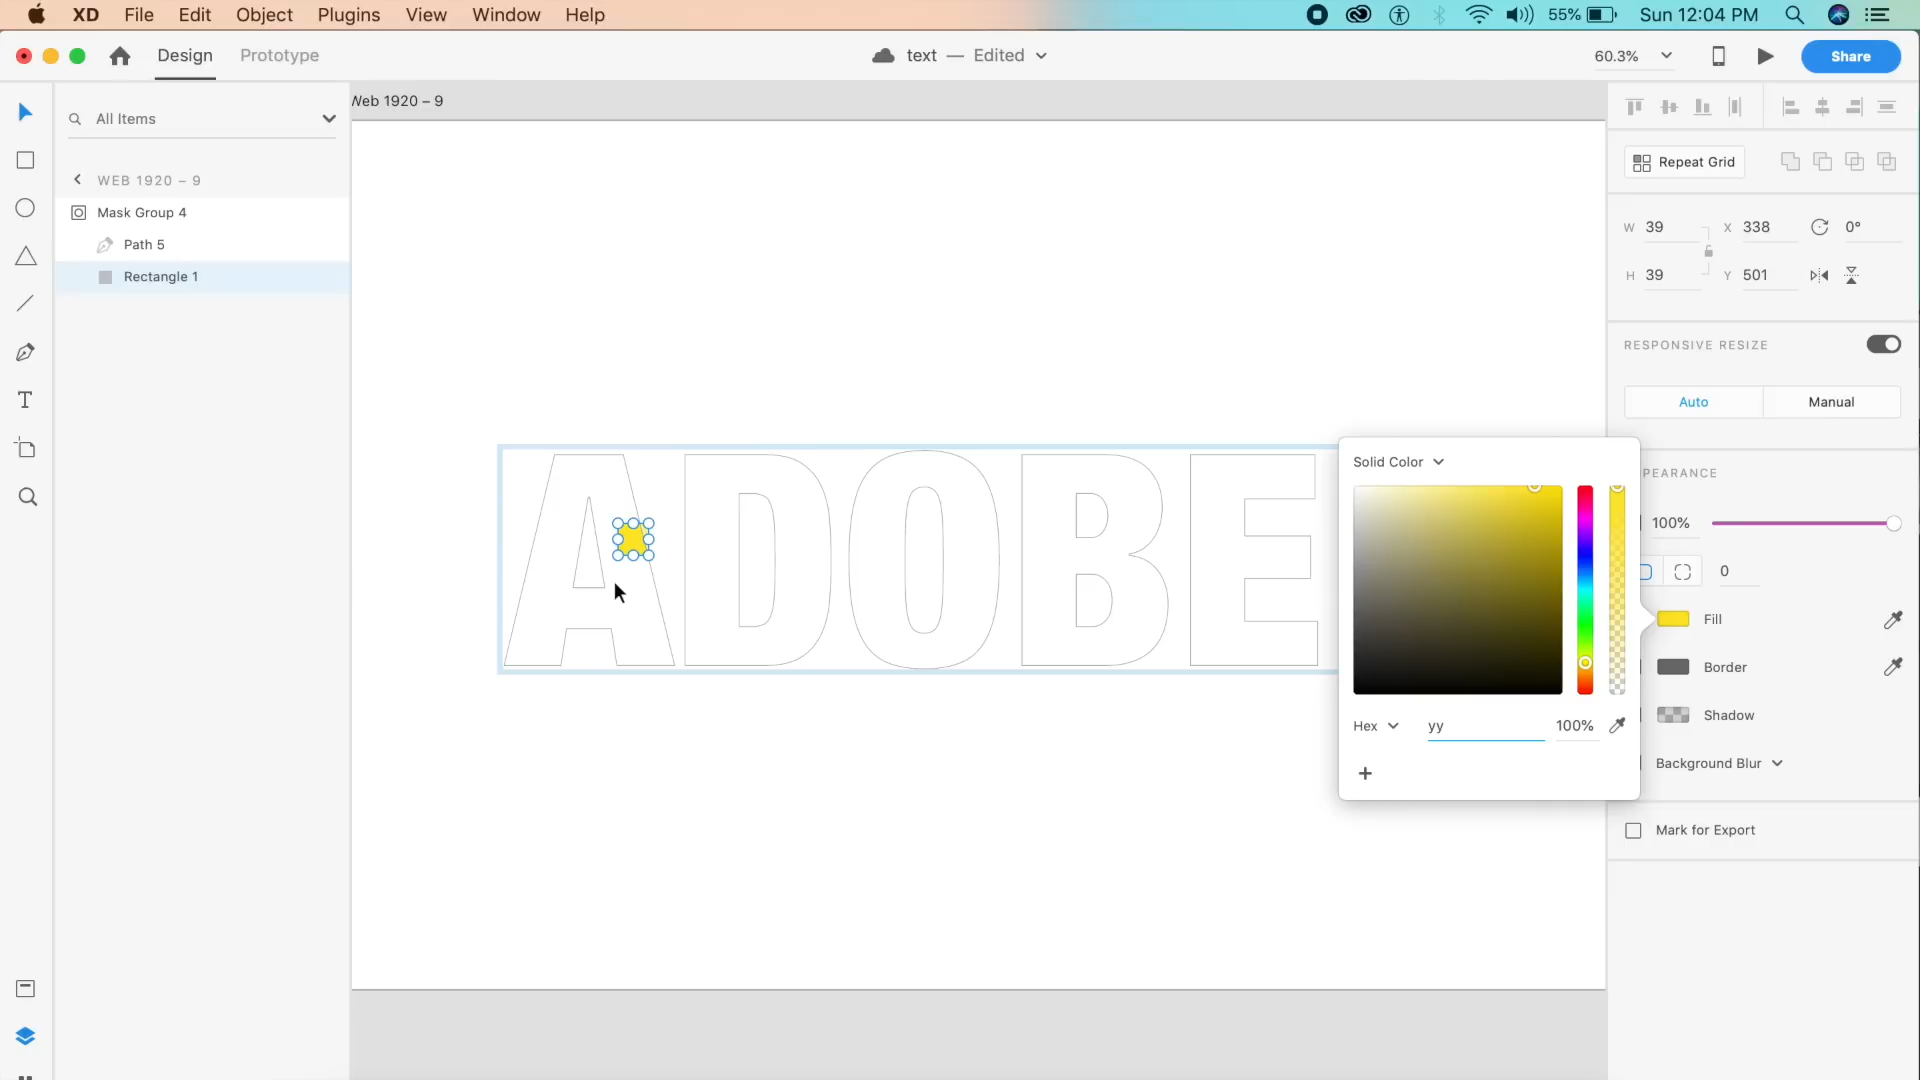 XD File Edit Object Plugins View Window Help
55% Sun 12:04 PM
Design Prototype
text — Edited
60.3%
Share
All Items
Web 1920 – 9
WEB 1920 – 9
Mask Group 4
Path 5
Rectangle 1
ADOBE
Repeat Grid
W 39 X 338 0°
H 39 Y 501
RESPONSIVE RESIZE
Auto Manual
PEARANCE
100%
0
Fill
Border
Shadow
Background Blur
Mark for Export
Solid Color
Hex yy 100%
+
T